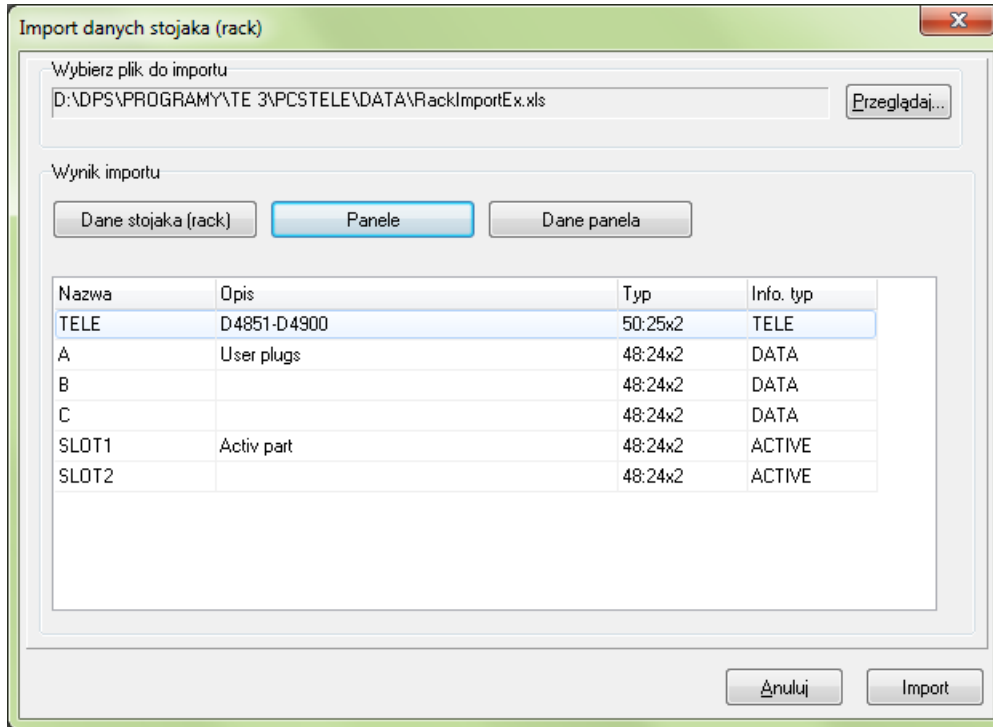 Import danych stojaka (rack)
Wybierz plik do importu
D:\DPS\PROGRAMY\TE 3\PCSTELE\DATA\RackImportEx.xls
Przeglądaj...
Wynik importu
Dane stojaka (rack) Panele Dane panela
Nazwa Opis Typ Info. typ
TELE D4851-D4900 50:25x2 TELE
A User plugs 48:24x2 DATA
B 48:24x2 DATA
C 48:24x2 DATA
SLOT1 Activ part 48:24x2 ACTIVE
SLOT2 48:24x2 ACTIVE
Anuluj Import